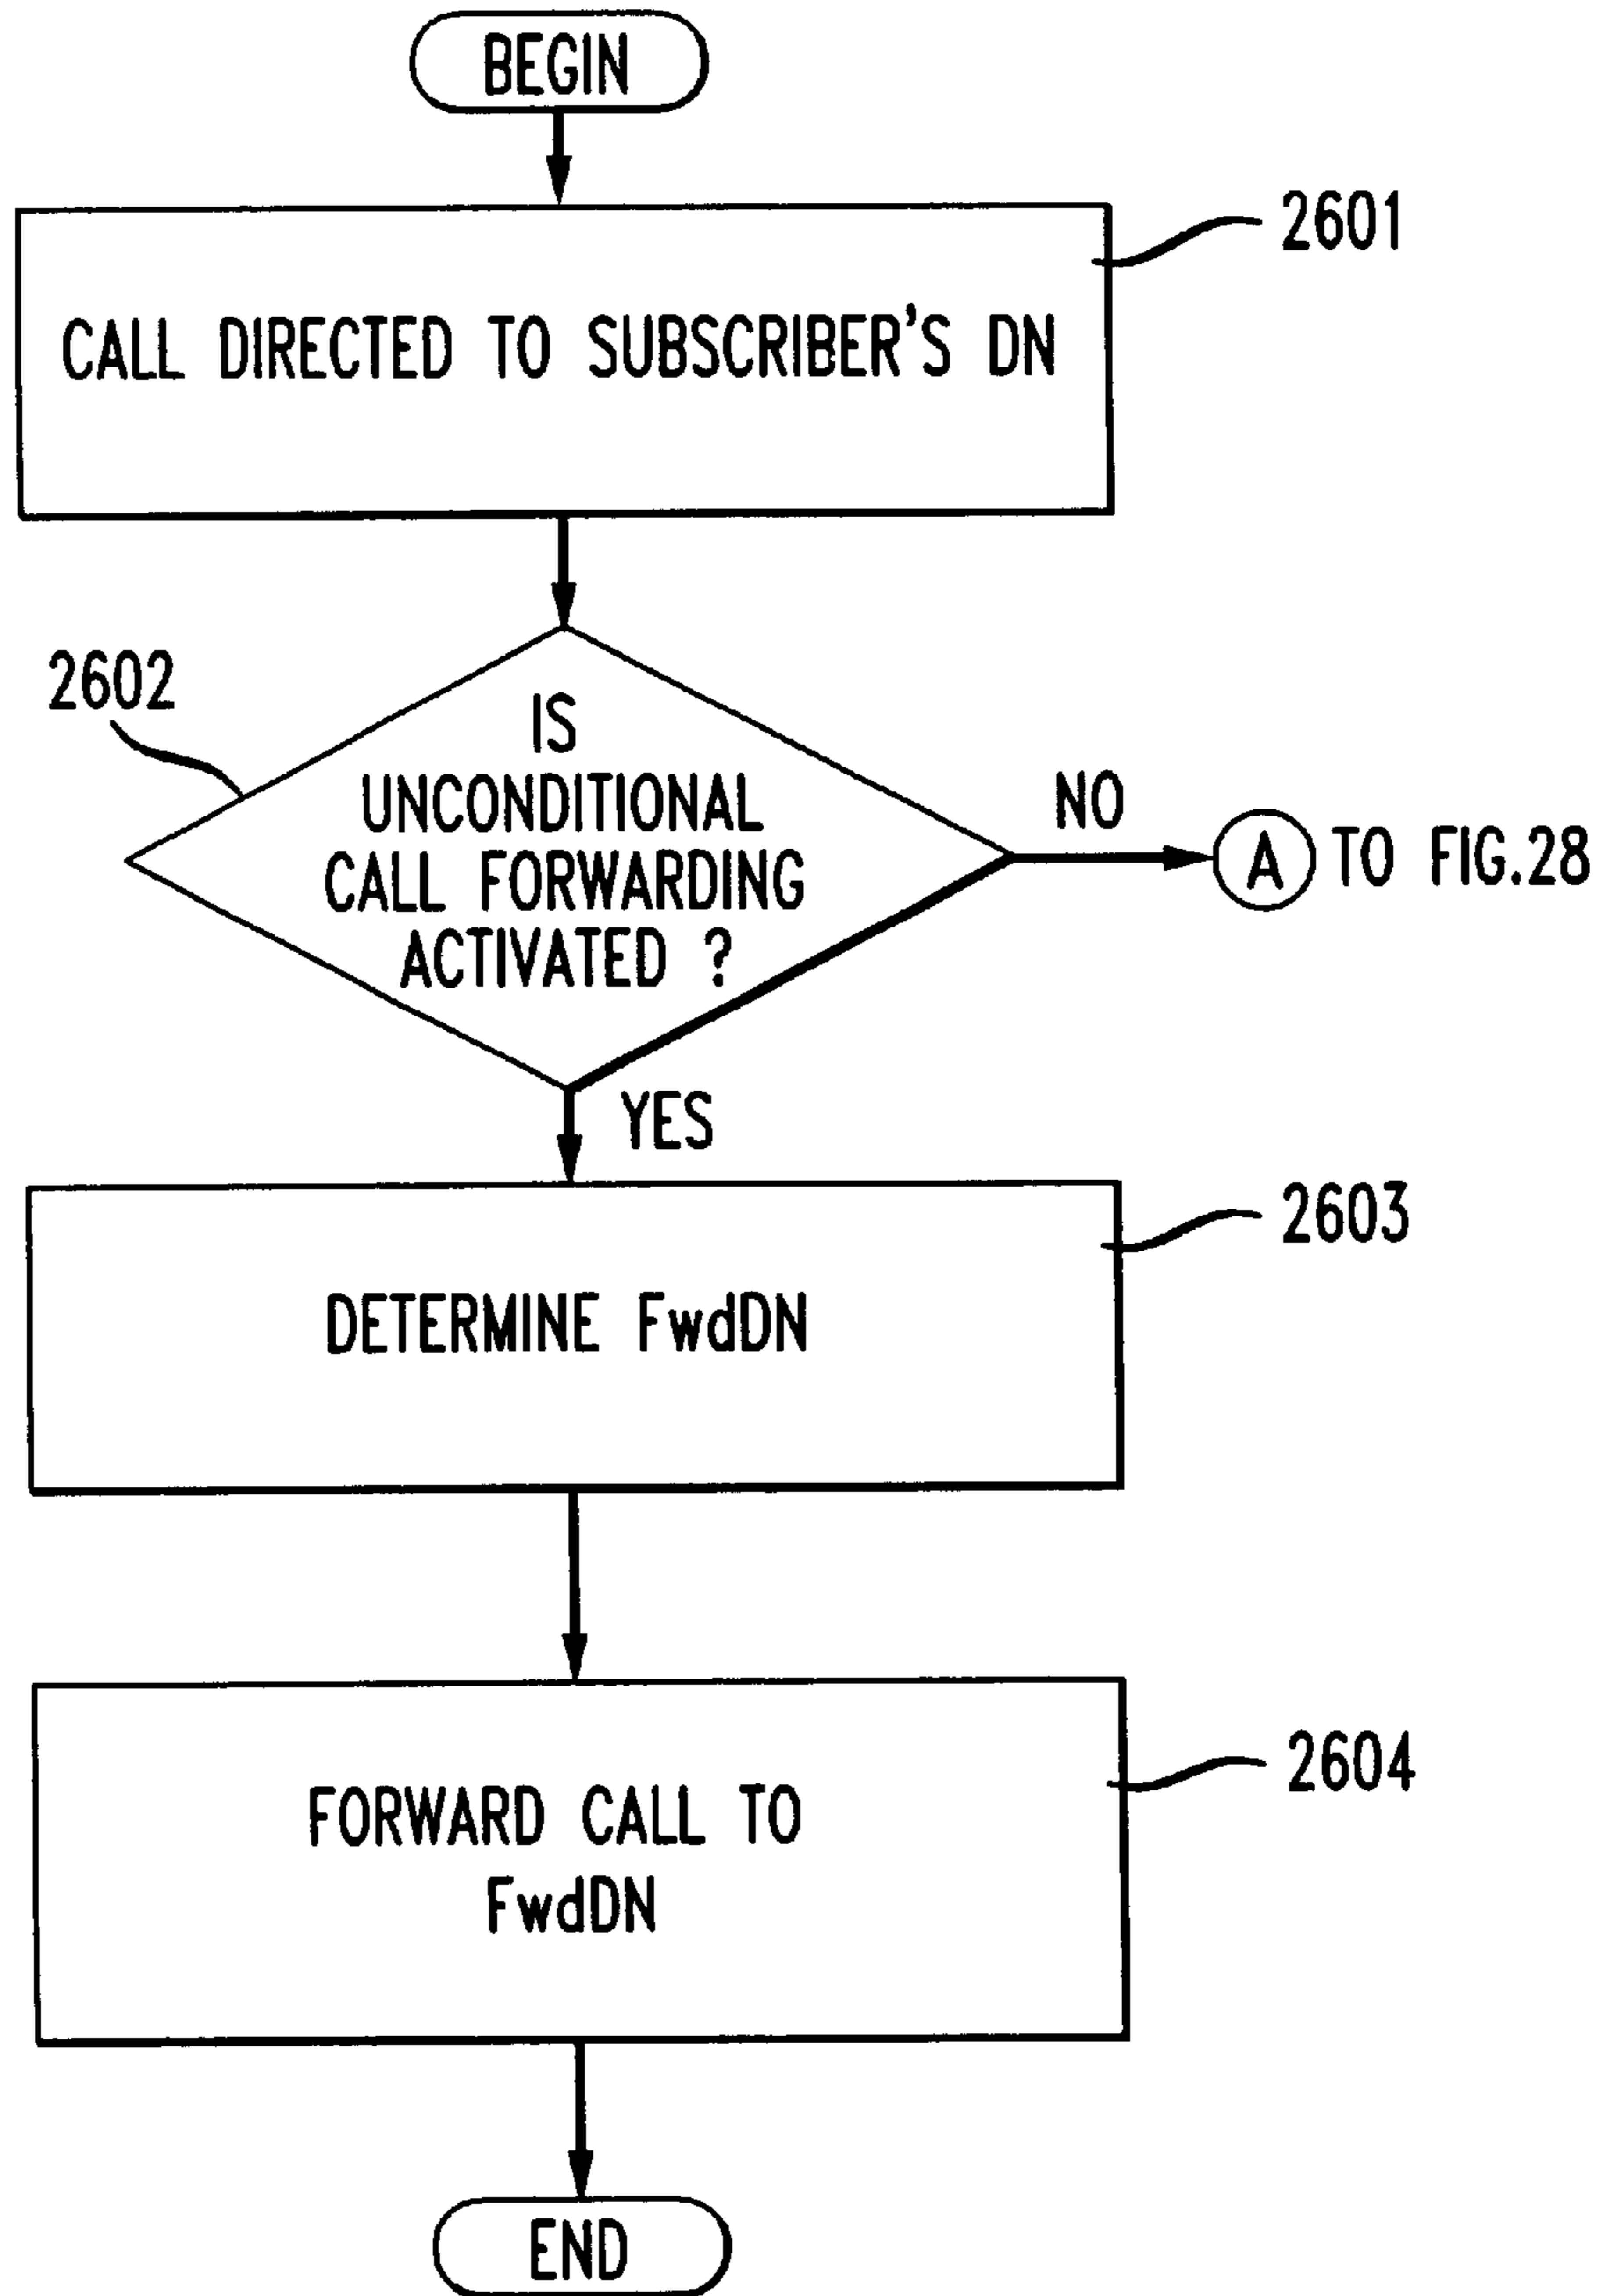 BEGIN
2601
CALL DIRECTED TO SUBSCRIBER'S DN
2602
IS
UNCONDITIONAL
CALL FORWARDING
ACTIVATED ?
NO
A TO FIG.28
YES
2603
DETERMINE FwdDN
2604
FORWARD CALL TO
FwdDN
END